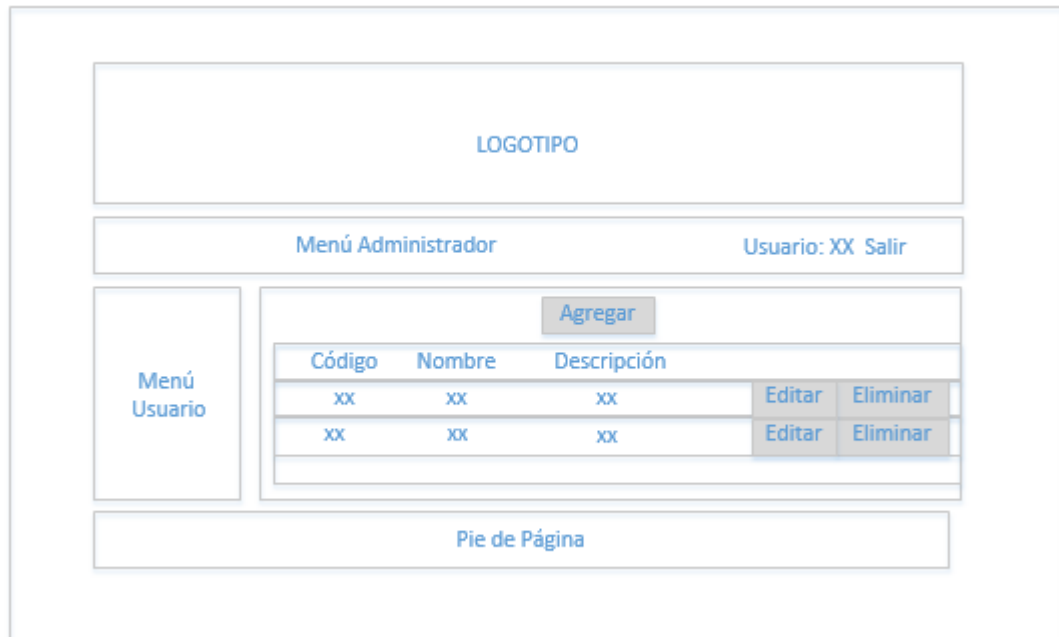 LOGOTIPO
Menú Administrador Usuario: XX Salir
Agregar
Menú
Usuario
Código Nombre Descripción
xx xx xx Editar Eliminar
xx xx xx Editar Eliminar
Pie de Página